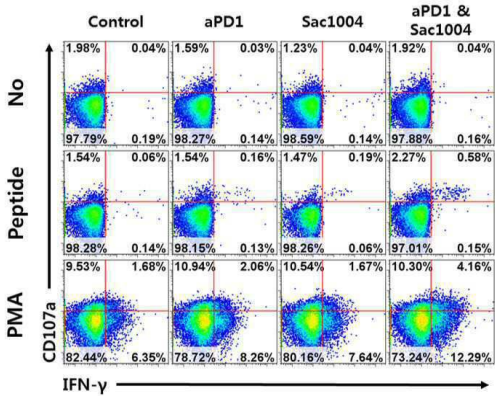 Control aPD1 Sac1004 aPD1 &
Sac1004
No
1.98% 0.04% 1.59% 0.03% 1.23% 0.04% 1.92% 0.04%
97.79% 0.19% 98.27% 0.14% 98.59% 0.14% 97.88% 0.16%
Peptide
1.54% 0.06% 1.54% 0.16% 1.47% 0.19% 2.27% 0.58%
98.28% 0.14% 98.15% 0.13% 98.26% 0.06% 97.01% 0.15%
PMA
9.53% 1.68% 10.94% 2.06% 10.54% 1.67% 10.30% 4.16%
82.44% 6.35% 78.72% 8.26% 80.16% 7.64% 73.24% 12.29%
CD107a
IFN-γ